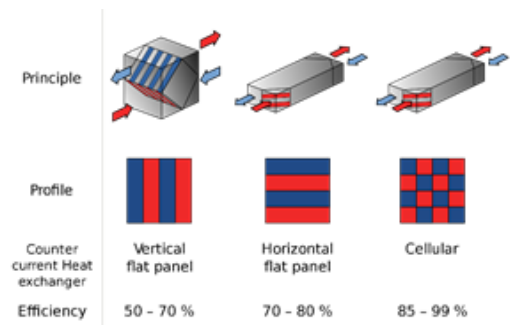 Principle
Profile
Counter
current Heat
exchanger
Vertical
flat panel
Horizontal
flat panel
Cellular
Efficiency
50 – 70 %
70 – 80 %
85 – 99 %